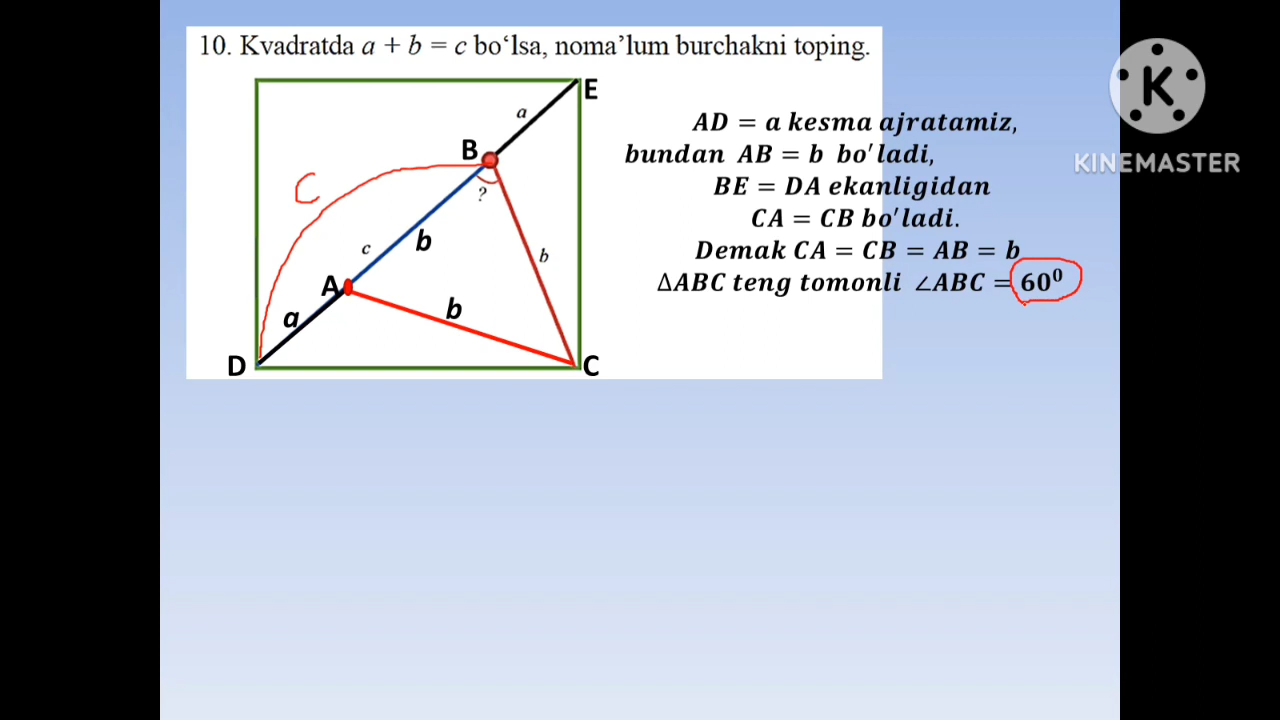 10. Kvadratda a + b = c bo‘lsa, noma’lum burchakni toping.
E
a
B
?
C
c
b
b
A
a
b
D
C
AD = a kesma ajratamiz,
bundan AB = b bo'ladi,
BE = DA ekanligidan
CA = CB bo'ladi.
Demak CA = CB = AB = b
∆ABC teng tomonli ∠ABC = 60⁰
K
KINEMASTER